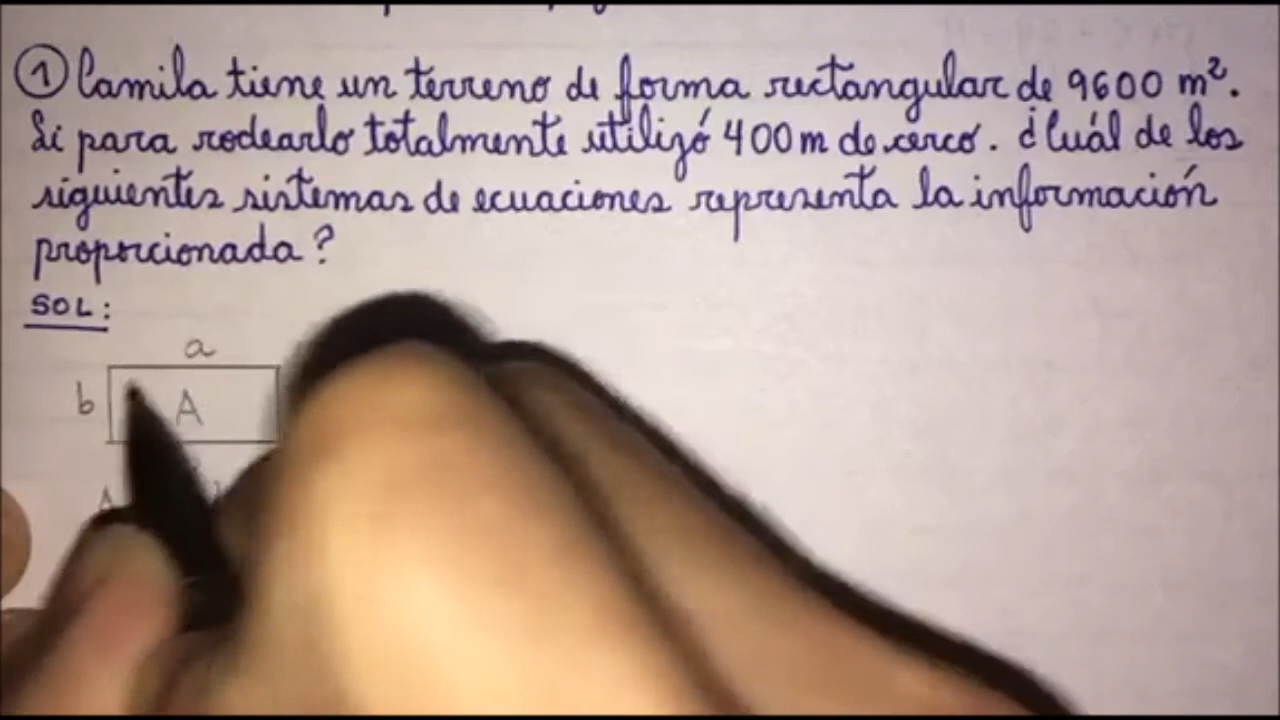 ① Camila tiene un terreno de forma rectangular de 9600 m².
Si para rodearlo totalmente utilizó 400 m de cerco. ¿Cuál de los
siguientes sistemas de ecuaciones representa la información
proporcionada?
SOL:
a
b A